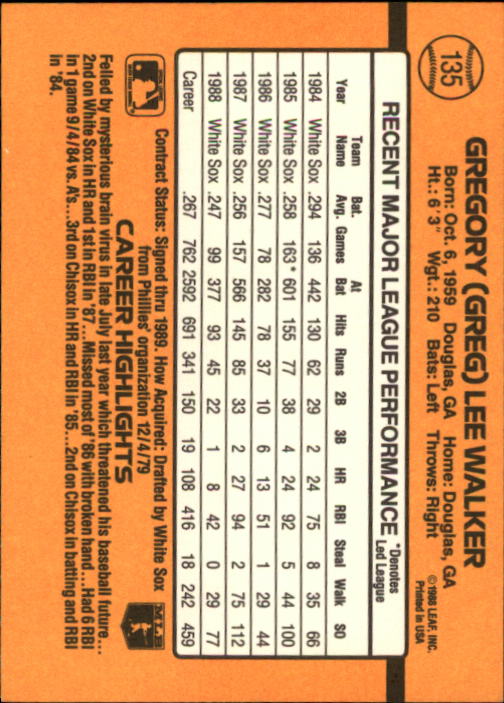 135
GREGORY (GREG) LEE WALKER
Born: Oct. 6, 1959 Douglas, GA Home: Douglas, GA
Ht.: 6'3" Wgt.: 210 Bats: Left Throws: Right
©1988 LEAF, INC.
Printed in USA
RECENT MAJOR LEAGUE PERFORMANCE *Denotes Led League
Year Team Name Bat. Avg. Games At Bat Hits Runs 2B 3B HR RBI Steal Walk SO
1984 White Sox .294 136 442 130 62 29 2 24 75 8 35 66
1985 White Sox .258 163* 601 155 77 38 4 24 92 5 44 100
1986 White Sox .277 78 282 78 37 10 6 13 51 1 29 44
1987 White Sox .256 157 566 145 85 33 2 27 94 2 75 112
1988 White Sox .247 99 377 93 45 22 1 8 42 0 29 77
Career .267 762 2592 691 341 150 19 108 416 18 242 459
Contract Status: Signed thru 1989. How Acquired: Drafted by White Sox
from Phillies' organization 12/4/79
MLBPA
CAREER HIGHLIGHTS
Felled by mysterious brain virus in late July last year which threatened his baseball future...
2nd on White Sox in HR and 1st in RBI in '87... Missed most of '86 with broken hand... Had 6 RBI
in 1 game 9/4/84 vs. A's... 3rd on Chisox in HR and RBI in '85... 2nd on Chisox in batting and RBI
in '84.